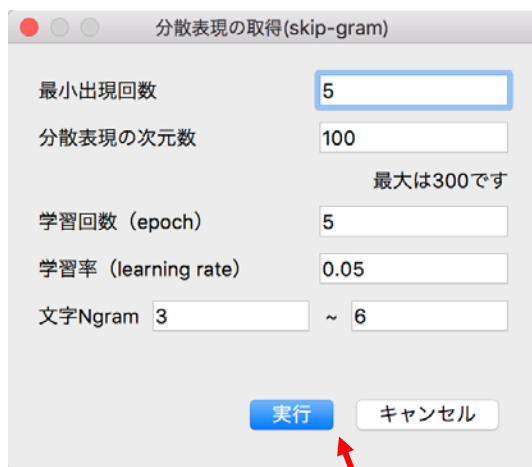 分散表現の取得(skip-gram)
最小出現回数 5
分散表現の次元数 100
最大は300です
学習回数（epoch） 5
学習率（learning rate） 0.05
文字Ngram 3 ~ 6
実行 キャンセル